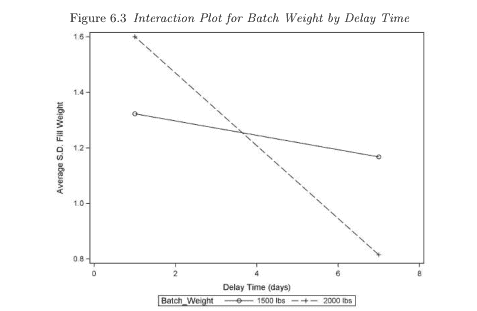 Figure 6.3 Interaction Plot for Batch Weight by Delay Time
1.6
1.4
1.2
1.0
0.8
Average S.D. Fill Weight
0 2 4 6 8
Delay Time (days)
Batch_Weight 1500 lbs 2000 lbs